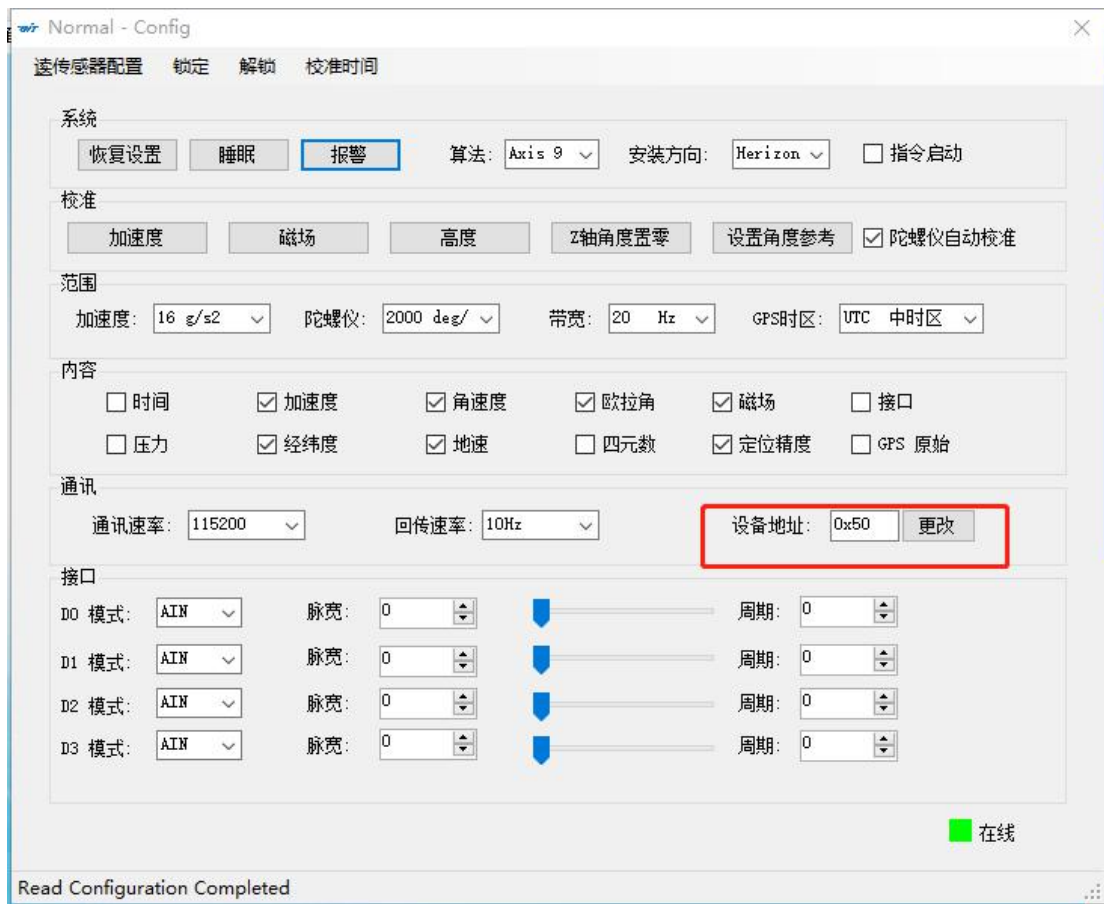 Normal - Config
读传感器配置 锁定 解锁 校准时间
系统
恢复设置 睡眠 报警 算法: Axis 9 安装方向: Herizon 指令启动
校准
加速度 磁场 高度 Z轴角度置零 设置角度参考 陀螺仪自动校准
范围
加速度: 16 g/s2 陀螺仪: 2000 deg/ 带宽: 20 Hz GPS时区: UTC 中时区
内容
时间 加速度 角速度 欧拉角 磁场 接口
压力 经纬度 地速 四元数 定位精度 GPS 原始
通讯
通讯速率: 115200 回传速率: 10Hz 设备地址: 0x50 更改
接口
D0 模式: AIN 脉宽: 0 周期: 0
D1 模式: AIN 脉宽: 0 周期: 0
D2 模式: AIN 脉宽: 0 周期: 0
D3 模式: AIN 脉宽: 0 周期: 0
在线
Read Configuration Completed